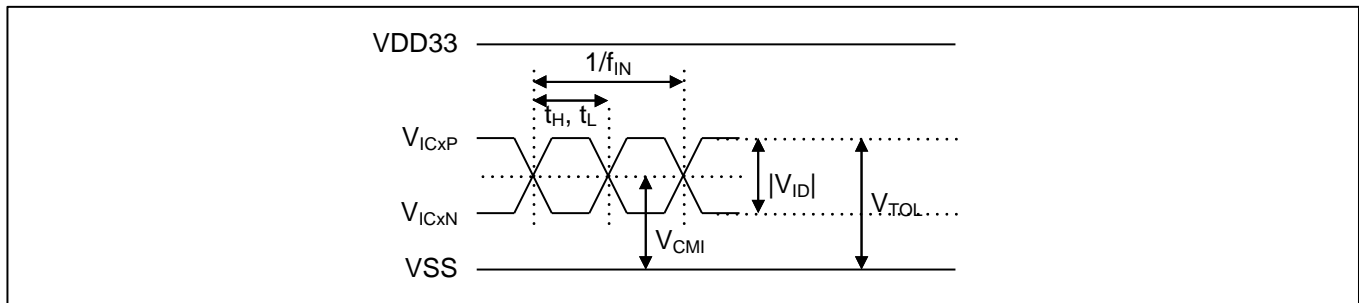 VDD33
1/fIN
tH, tL
VICxP
|VID|
VTOL
VICxN
VCMI
VSS